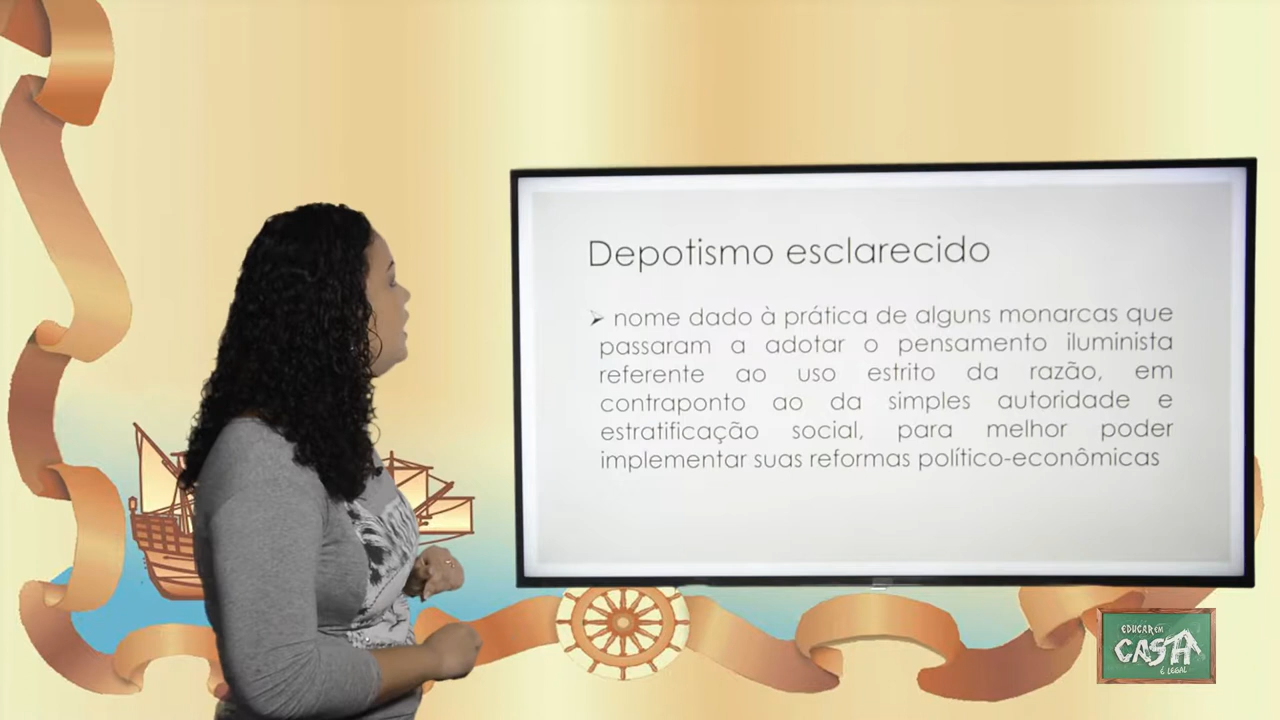 Depotismo esclarecido
➢ nome dado à prática de alguns monarcas que
passaram a adotar o pensamento iluminista
referente ao uso estrito da razão, em
contraponto ao da simples autoridade e
estratificação social, para melhor poder
implementar suas reformas político-econômicas
EDUCAR EM
CASA
É LEGAL